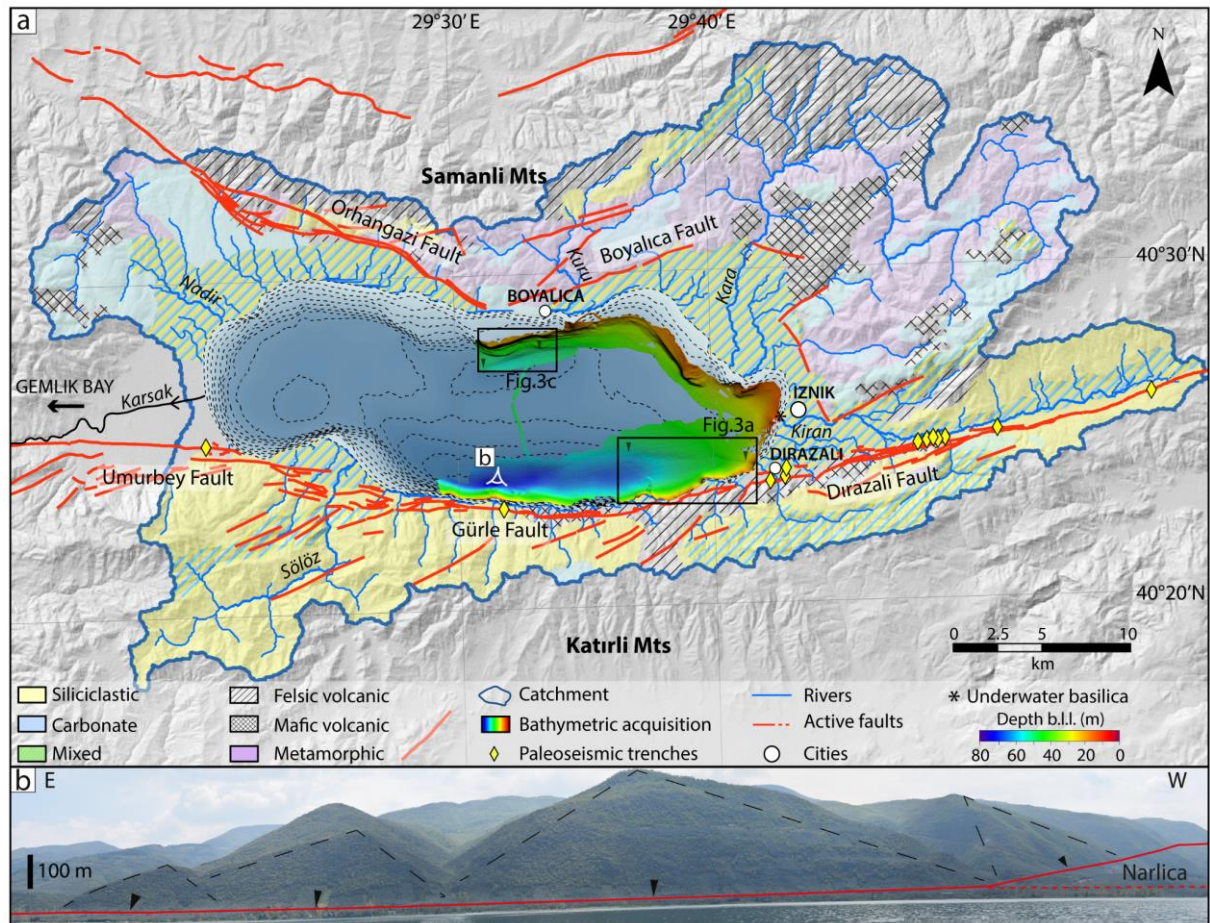 a
29°30' E
29°40' E
N
Samanli Mts
Orhangazi Fault
Kuru
Boyalıca Fault
Kara
40°30' N
Nadir
BOYALICA
Fig.3c
GEMLIK BAY
Karsak
IZNIK
Kiran
Fig.3a
DIRAZALI
b
Umurbey Fault
Dırazali Fault
Gürle Fault
Sölöz
40°20' N
Katırli Mts
0 2.5 5 10
km
Siliciclastic
Felsic volcanic
Catchment
Rivers
* Underwater basilica
Carbonate
Mafic volcanic
Bathymetric acquisition
Active faults
Depth b.l.l. (m)
Mixed
Metamorphic
Paleoseismic trenches
Cities
80 60 40 20 0
b E
W
100 m
Narlica